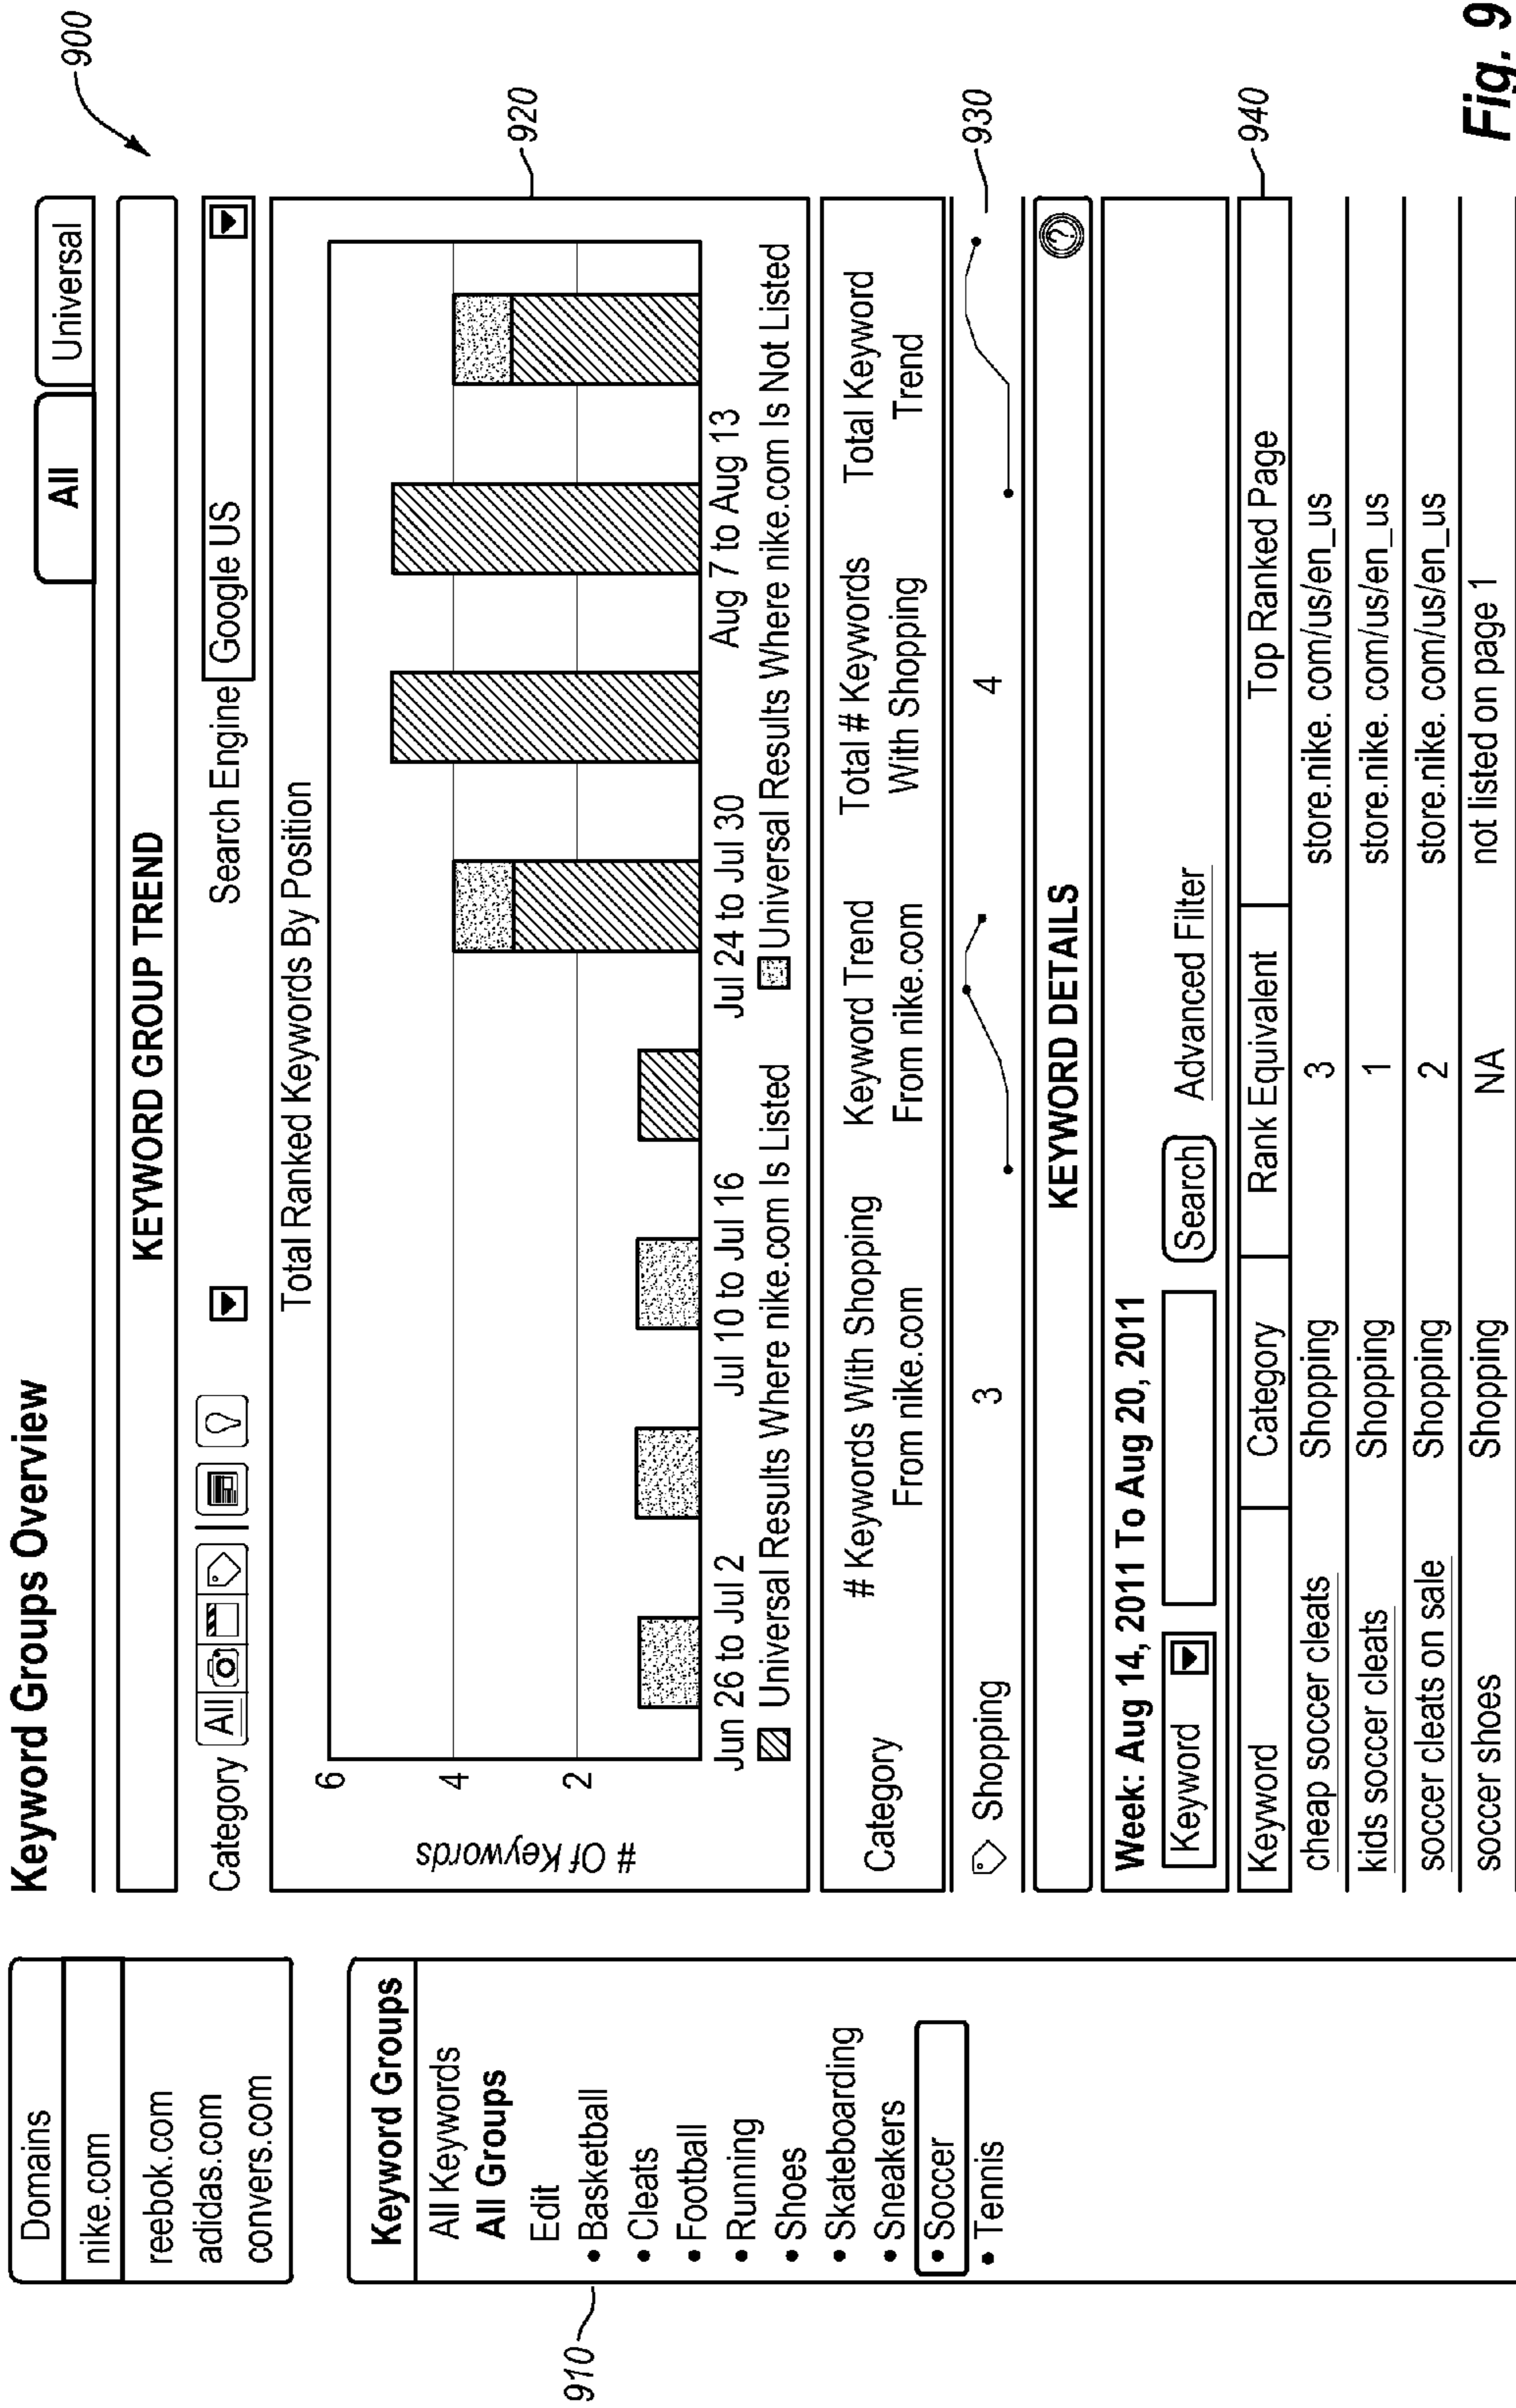 Domains
nike.com
reebok.com
adidas.com
convers.com
Keyword Groups
All Keywords
All Groups
Edit
• Basketball
• Cleats
• Football
• Running
• Shoes
• Skateboarding
• Sneakers
• Soccer
• Tennis
910
Keyword Groups Overview
All Universal
900
KEYWORD GROUP TREND
Category All Search Engine Google US
Total Ranked Keywords By Position
920
# Of Keywords
6
4
2
Jun 26 to Jul 2 Jul 10 to Jul 16 Jul 24 to Jul 30 Aug 7 to Aug 13
Universal Results Where nike.com Is Listed Universal Results Where nike.com Is Not Listed
Category # Keywords With Shopping Keyword Trend Total # Keywords Total Keyword
From nike.com From nike.com With Shopping Trend
Shopping 3 4
930
KEYWORD DETAILS ?
Week: Aug 14, 2011 To Aug 20, 2011
Keyword Search Advanced Filter
940
Keyword Category Rank Equivalent Top Ranked Page
cheap soccer cleats Shopping 3 store.nike. com/us/en_us
kids soccer cleats Shopping 1 store.nike. com/us/en_us
soccer cleats on sale Shopping 2 store.nike. com/us/en_us
soccer shoes Shopping NA not listed on page 1
Fig. 9